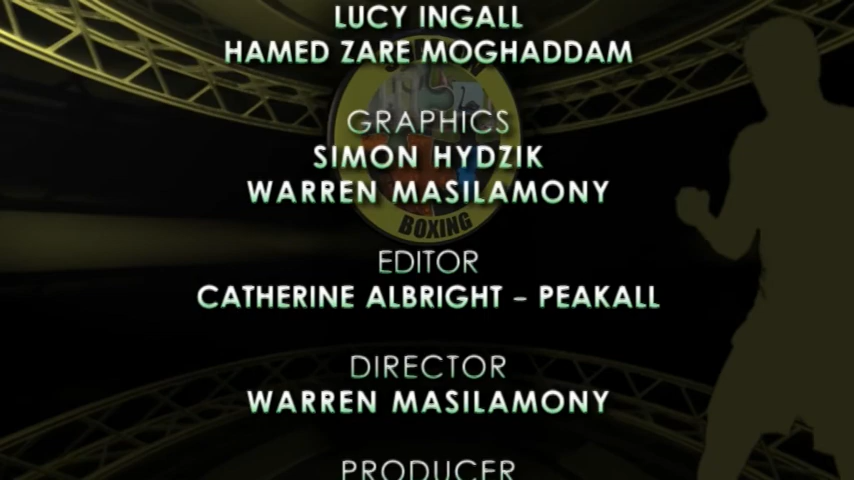 LUCY INGALL
HAMED ZARE MOGHADDAM
GRAPHICS
SIMON HYDZIK
WARREN MASILAMONY
BOXING
EDITOR
CATHERINE ALBRIGHT – PEAKALL
DIRECTOR
WARREN MASILAMONY
PRODUCER